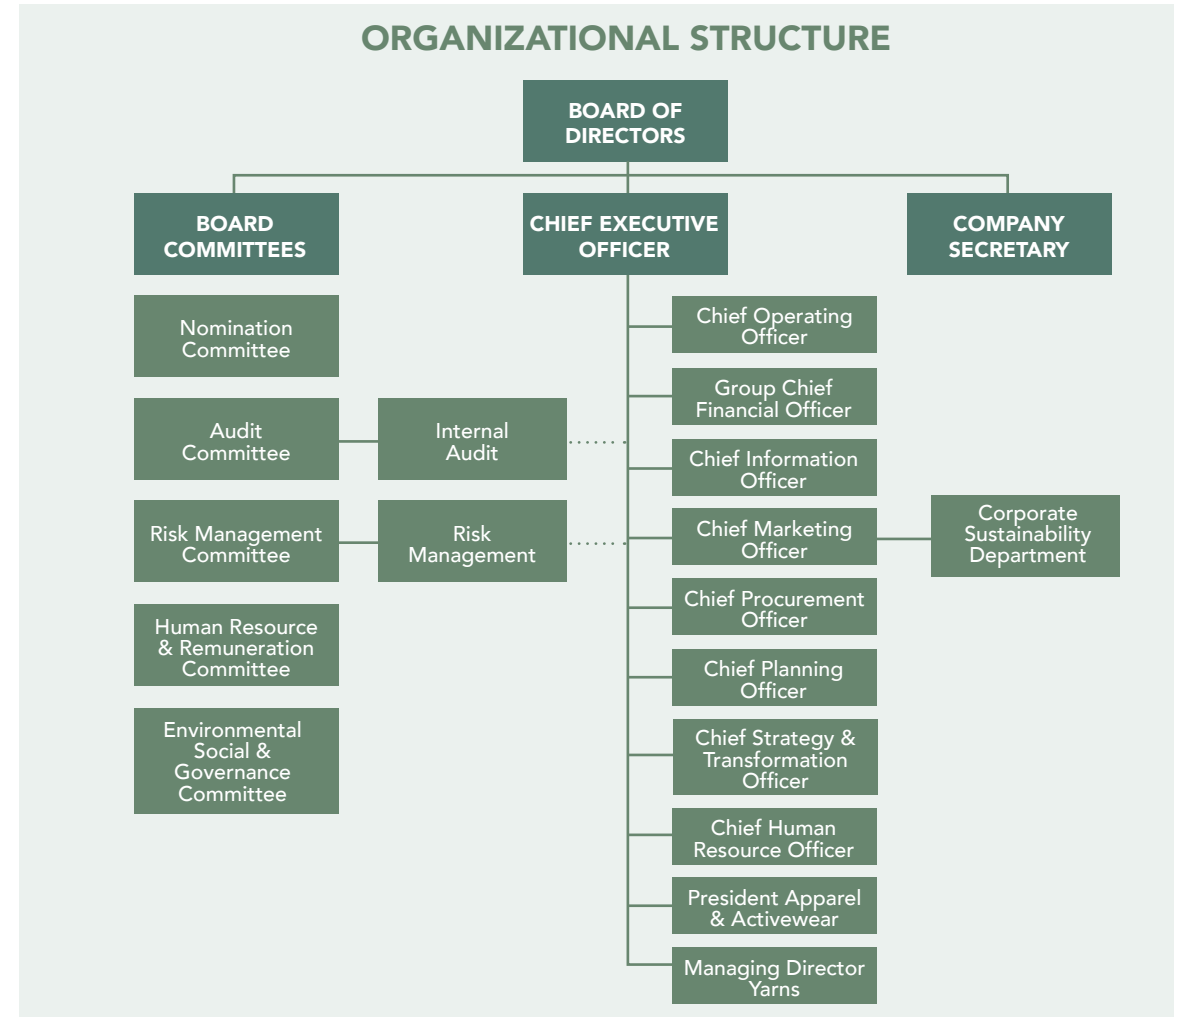 ORGANIZATIONAL STRUCTURE
BOARD OF
DIRECTORS
BOARD
COMMITTEES
CHIEF EXECUTIVE
OFFICER
COMPANY
SECRETARY
Nomination
Committee
Audit
Committee
Internal
Audit
Risk Management
Committee
Risk
Management
Human Resource
& Remuneration
Committee
Environmental
Social &
Governance
Committee
Chief Operating
Officer
Group Chief
Financial Officer
Chief Information
Officer
Chief Marketing
Officer
Corporate
Sustainability
Department
Chief Procurement
Officer
Chief Planning
Officer
Chief Strategy &
Transformation
Officer
Chief Human
Resource Officer
President Apparel
& Activewear
Managing Director
Yarns